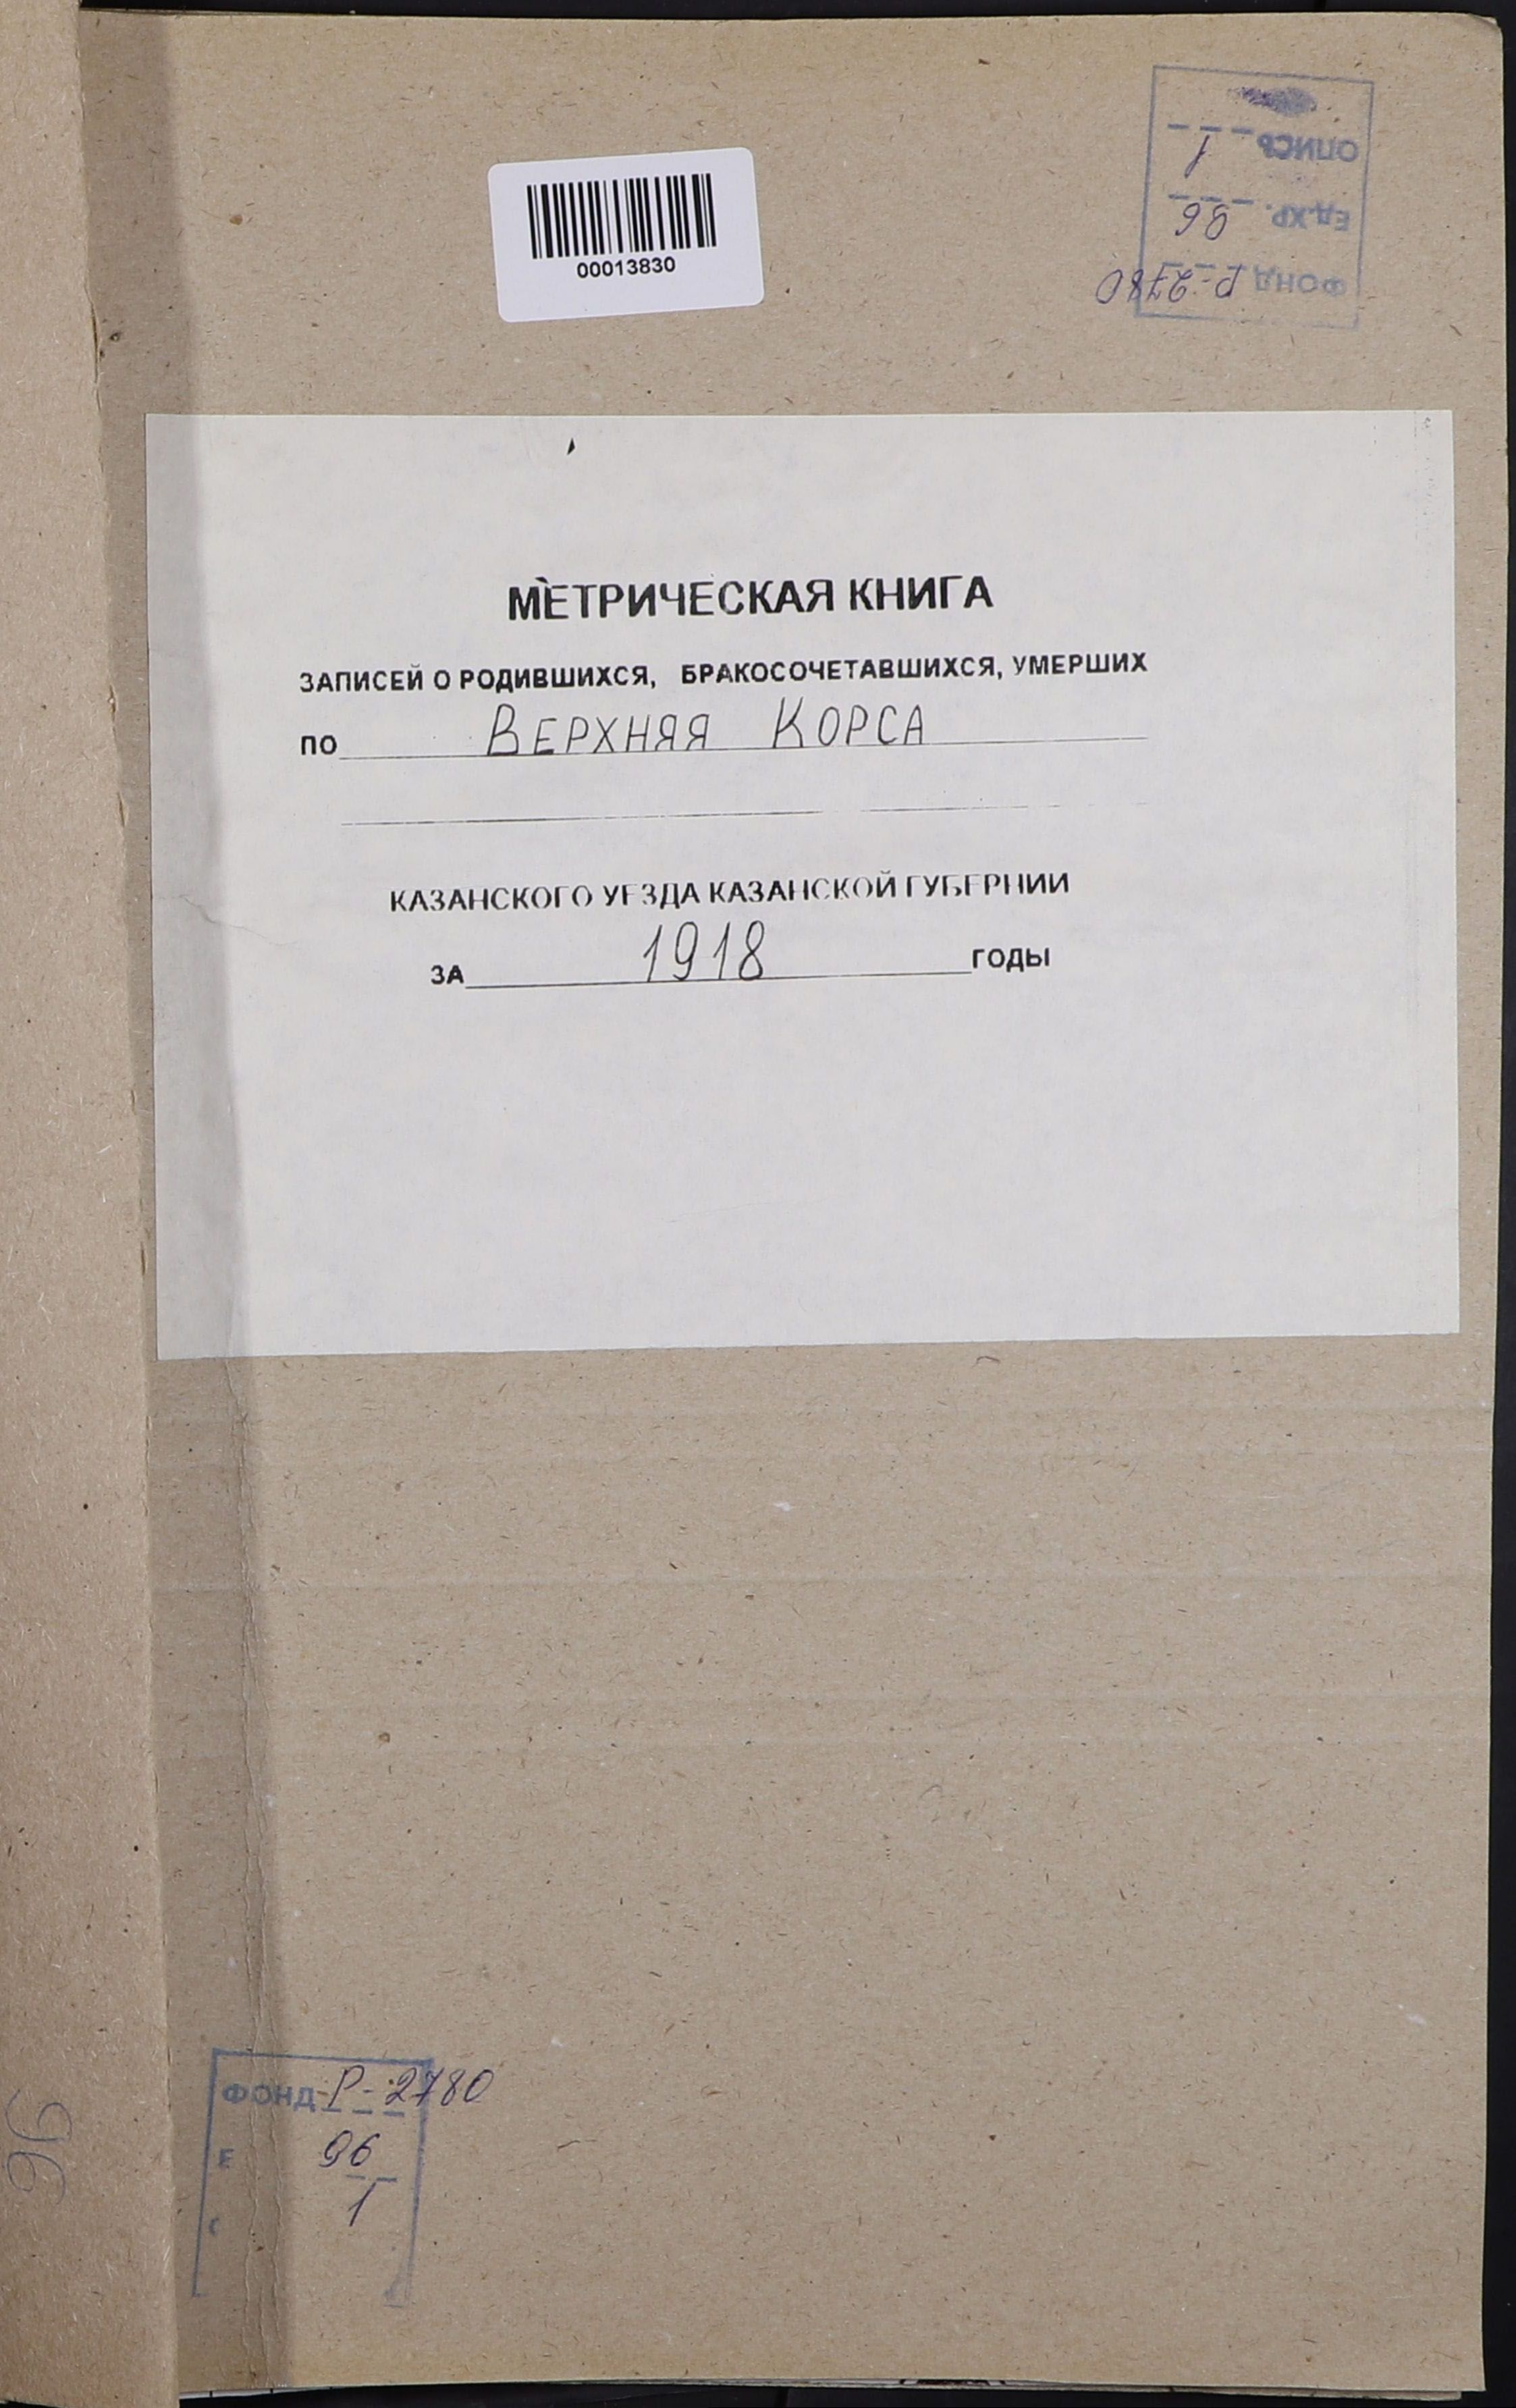 00013830
ФОНД Р-2780
ЕД.ХР. 96
ОПИСЬ 1
МЕТРИЧЕСКАЯ КНИГА
ЗАПИСЕЙ О РОДИВШИХСЯ, БРАКОСОЧЕТАВШИХСЯ, УМЕРШИХ
ПО ВЕРХНЯЯ КОРСА
КАЗАНСКОГО УЕЗДА КАЗАНСКОЙ ГУБЕРНИИ
ЗА 1918 ГОДЫ
ФОНД Р-2780
Е 96
1
96